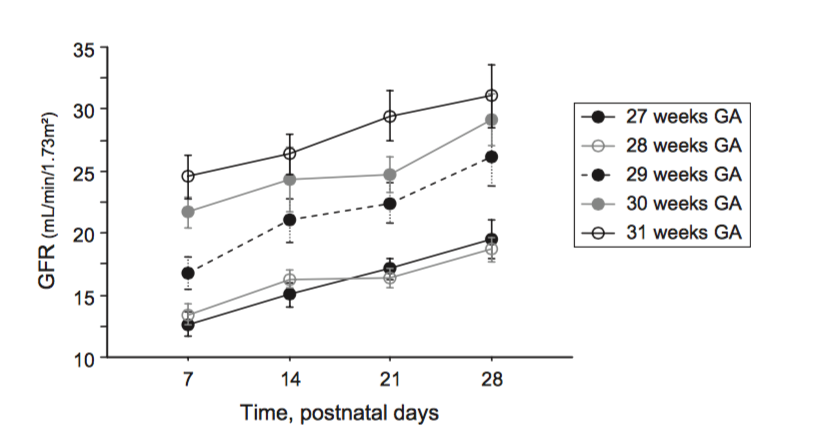 GFR (mL/min/1.73m²)
35
30
25
20
15
10
7 14 21 28
Time, postnatal days
27 weeks GA
28 weeks GA
29 weeks GA
30 weeks GA
31 weeks GA